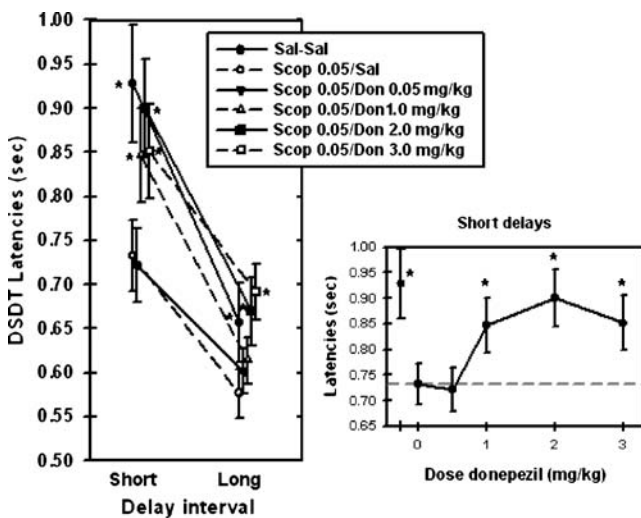 1.00
0.95
0.90
0.85
0.80
0.75
0.70
0.65
0.60
0.55
0.50
DSDT Latencies (sec)
*
*
*
*
*
*
Short
Long
Delay interval
Sal-Sal
Scop 0.05/Sal
Scop 0.05/Don 0.05 mg/kg
Scop 0.05/Don1.0 mg/kg
Scop 0.05/Don 2.0 mg/kg
Scop 0.05/Don 3.0 mg/kg
Short delays
1.00
0.95
0.90
0.85
0.80
0.73
0.70
0.65
Latencies (sec)
*
*
*
*
0
1
2
3
Dose donepezil (mg/kg)